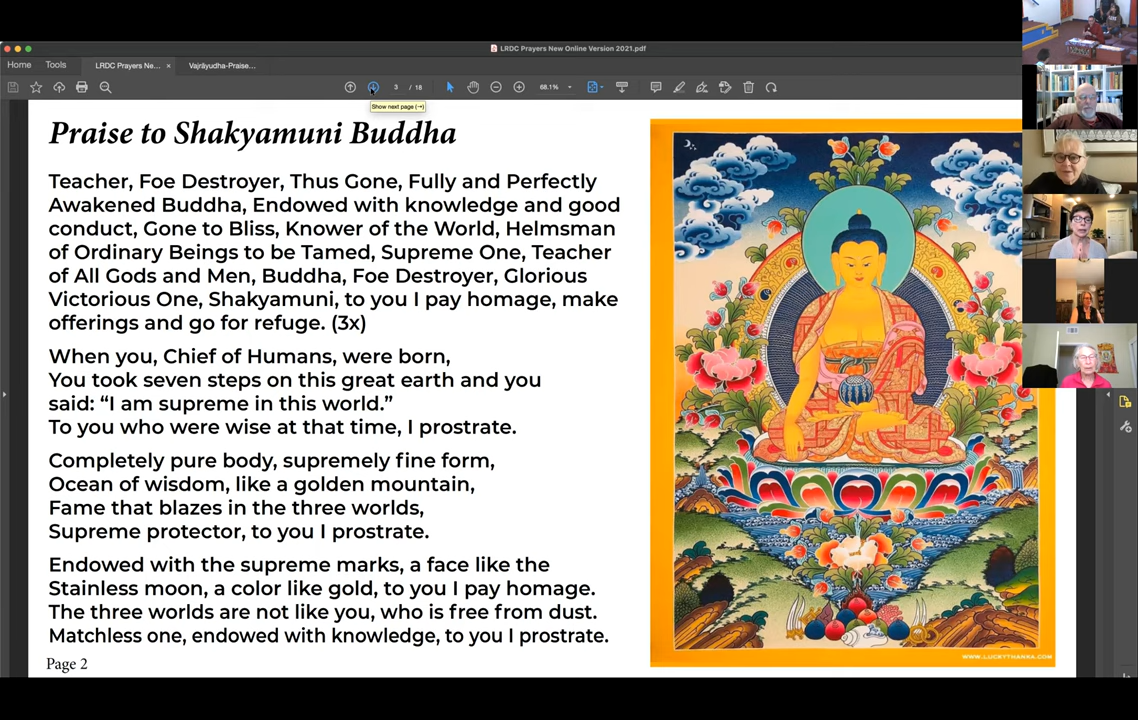 LRDC Prayers New Online Version 2021.pdf
Home
Tools
LRDC Prayers Ne... ×
Vajrāyudha-Praise...
3 / 18
68.1%
Show next page (→)
Praise to Shakyamuni Buddha
Teacher, Foe Destroyer, Thus Gone, Fully and Perfectly
Awakened Buddha, Endowed with knowledge and good
conduct, Gone to Bliss, Knower of the World, Helmsman
of Ordinary Beings to be Tamed, Supreme One, Teacher
of All Gods and Men, Buddha, Foe Destroyer, Glorious
Victorious One, Shakyamuni, to you I pay homage, make
offerings and go for refuge. (3x)
When you, Chief of Humans, were born,
You took seven steps on this great earth and you
said: “I am supreme in this world.”
To you who were wise at that time, I prostrate.
Completely pure body, supremely fine form,
Ocean of wisdom, like a golden mountain,
Fame that blazes in the three worlds,
Supreme protector, to you I prostrate.
Endowed with the supreme marks, a face like the
Stainless moon, a color like gold, to you I pay homage.
The three worlds are not like you, who is free from dust.
Matchless one, endowed with knowledge, to you I prostrate.
Page 2
WWW.LUCKYTHANKA.COM